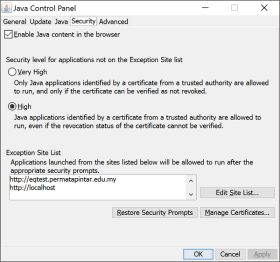 Java Control Panel
General Update Java Security Advanced
Enable Java content in the browser
Security level for applications not on the Exception Site list
Very High
Only Java applications identified by a certificate from a trusted authority are allowed
to run, and only if the certificate can be verified as not revoked.
High
Java applications identified by a certificate from a trusted authority are allowed
to run, even if the revocation status of the certificate cannot be verified.
Exception Site List
Applications launched from the sites listed below will be allowed to run after the
appropriate security prompts.
http://eqtest.permatapintar.edu.my
http://localhost
Edit Site List...
Restore Security Prompts Manage Certificates...
OK Cancel Apply